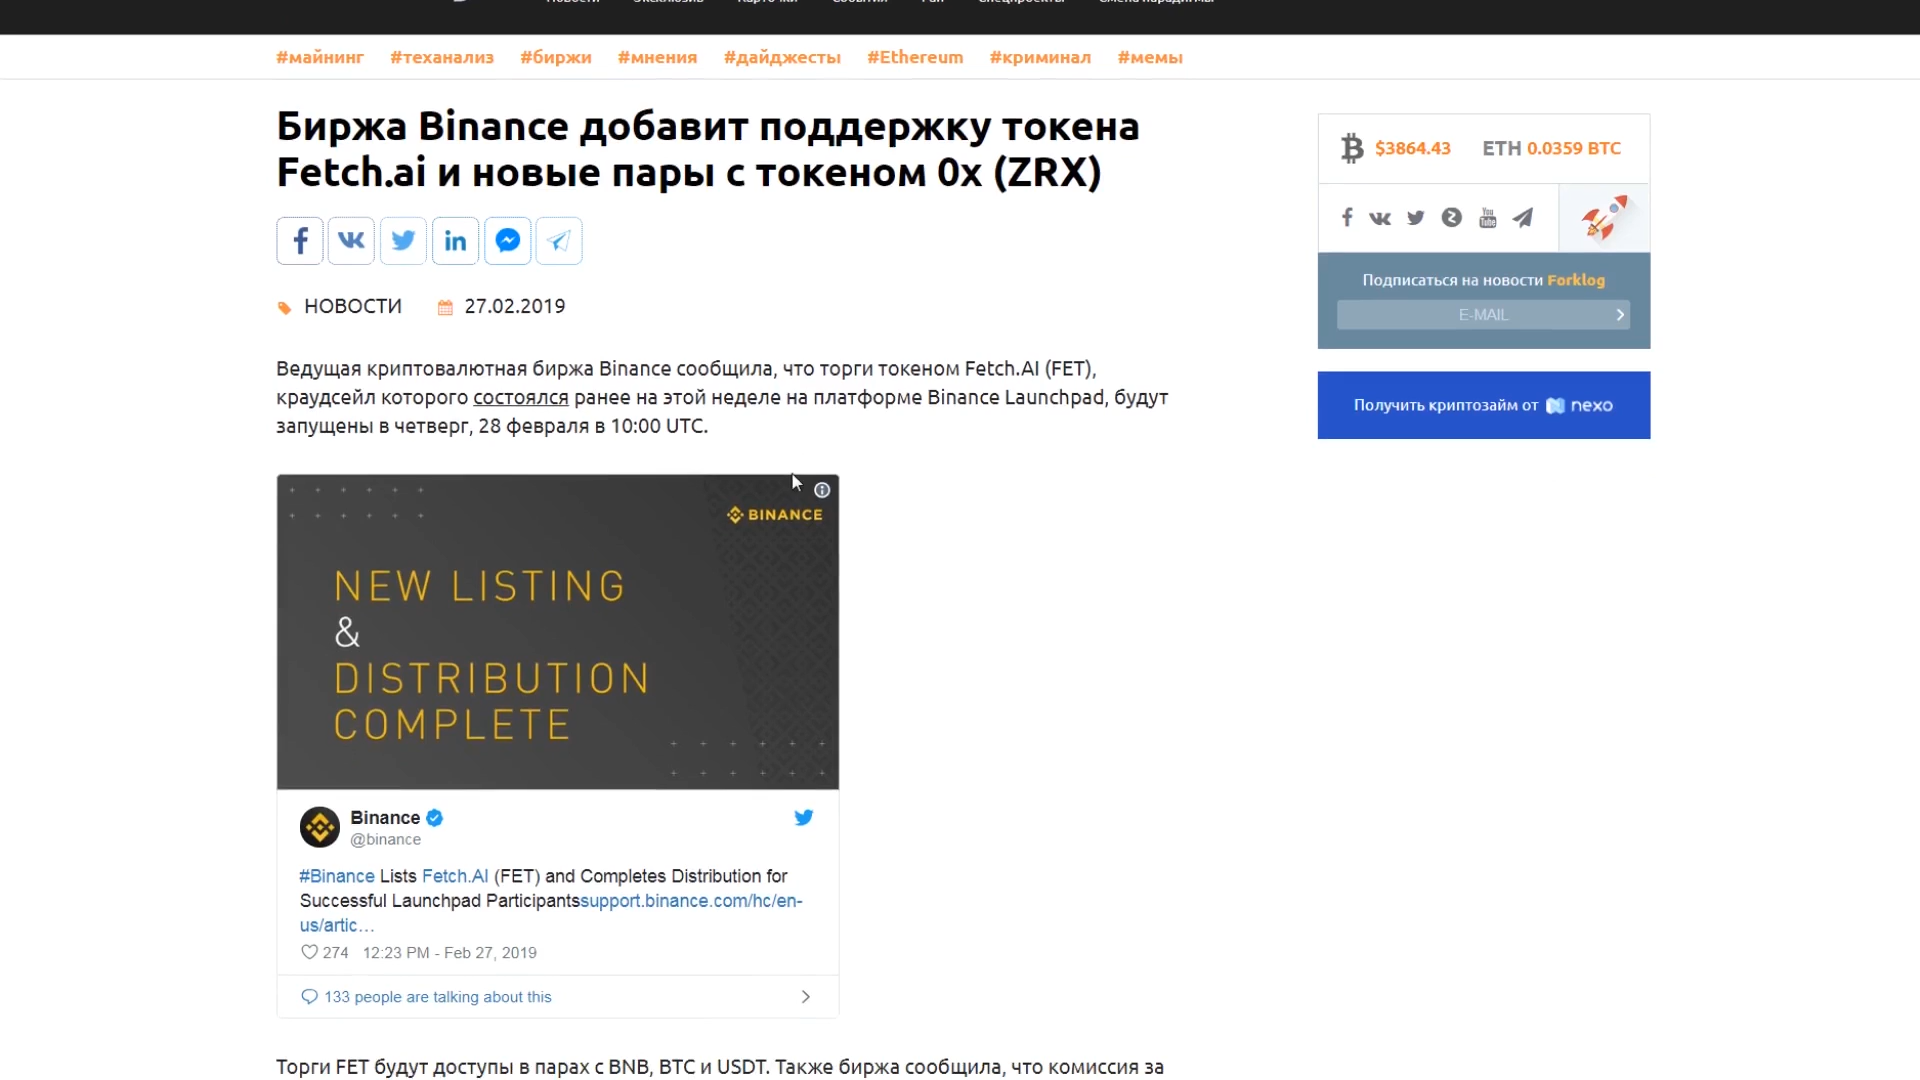 #майнинг #теханализ #биржи #мнения #дайджесты #Ethereum #криминал #мемы
Биржа Binance добавит поддержку токена
Fetch.ai и новые пары с токеном 0x (ZRX)
НОВОСТИ 27.02.2019
Ведущая криптовалютная биржа Binance сообщила, что торги токеном Fetch.AI (FET),
краудсейл которого состоялся ранее на этой неделе на платформе Binance Launchpad, будут
запущены в четверг, 28 февраля в 10:00 UTC.
BINANCE
NEW LISTING
&
DISTRIBUTION
COMPLETE
Binance
@binance
#Binance Lists Fetch.AI (FET) and Completes Distribution for
Successful Launchpad Participantssupport.binance.com/hc/en-
us/artic…
274 12:23 PM - Feb 27, 2019
133 people are talking about this
Торги FET будут доступы в парах с BNB, BTC и USDT. Также биржа сообщила, что комиссия за
$3864.43 ETH 0.0359 BTC
You Tube
Подписаться на новости Forklog
E-MAIL
Получить криптозайм от nexo